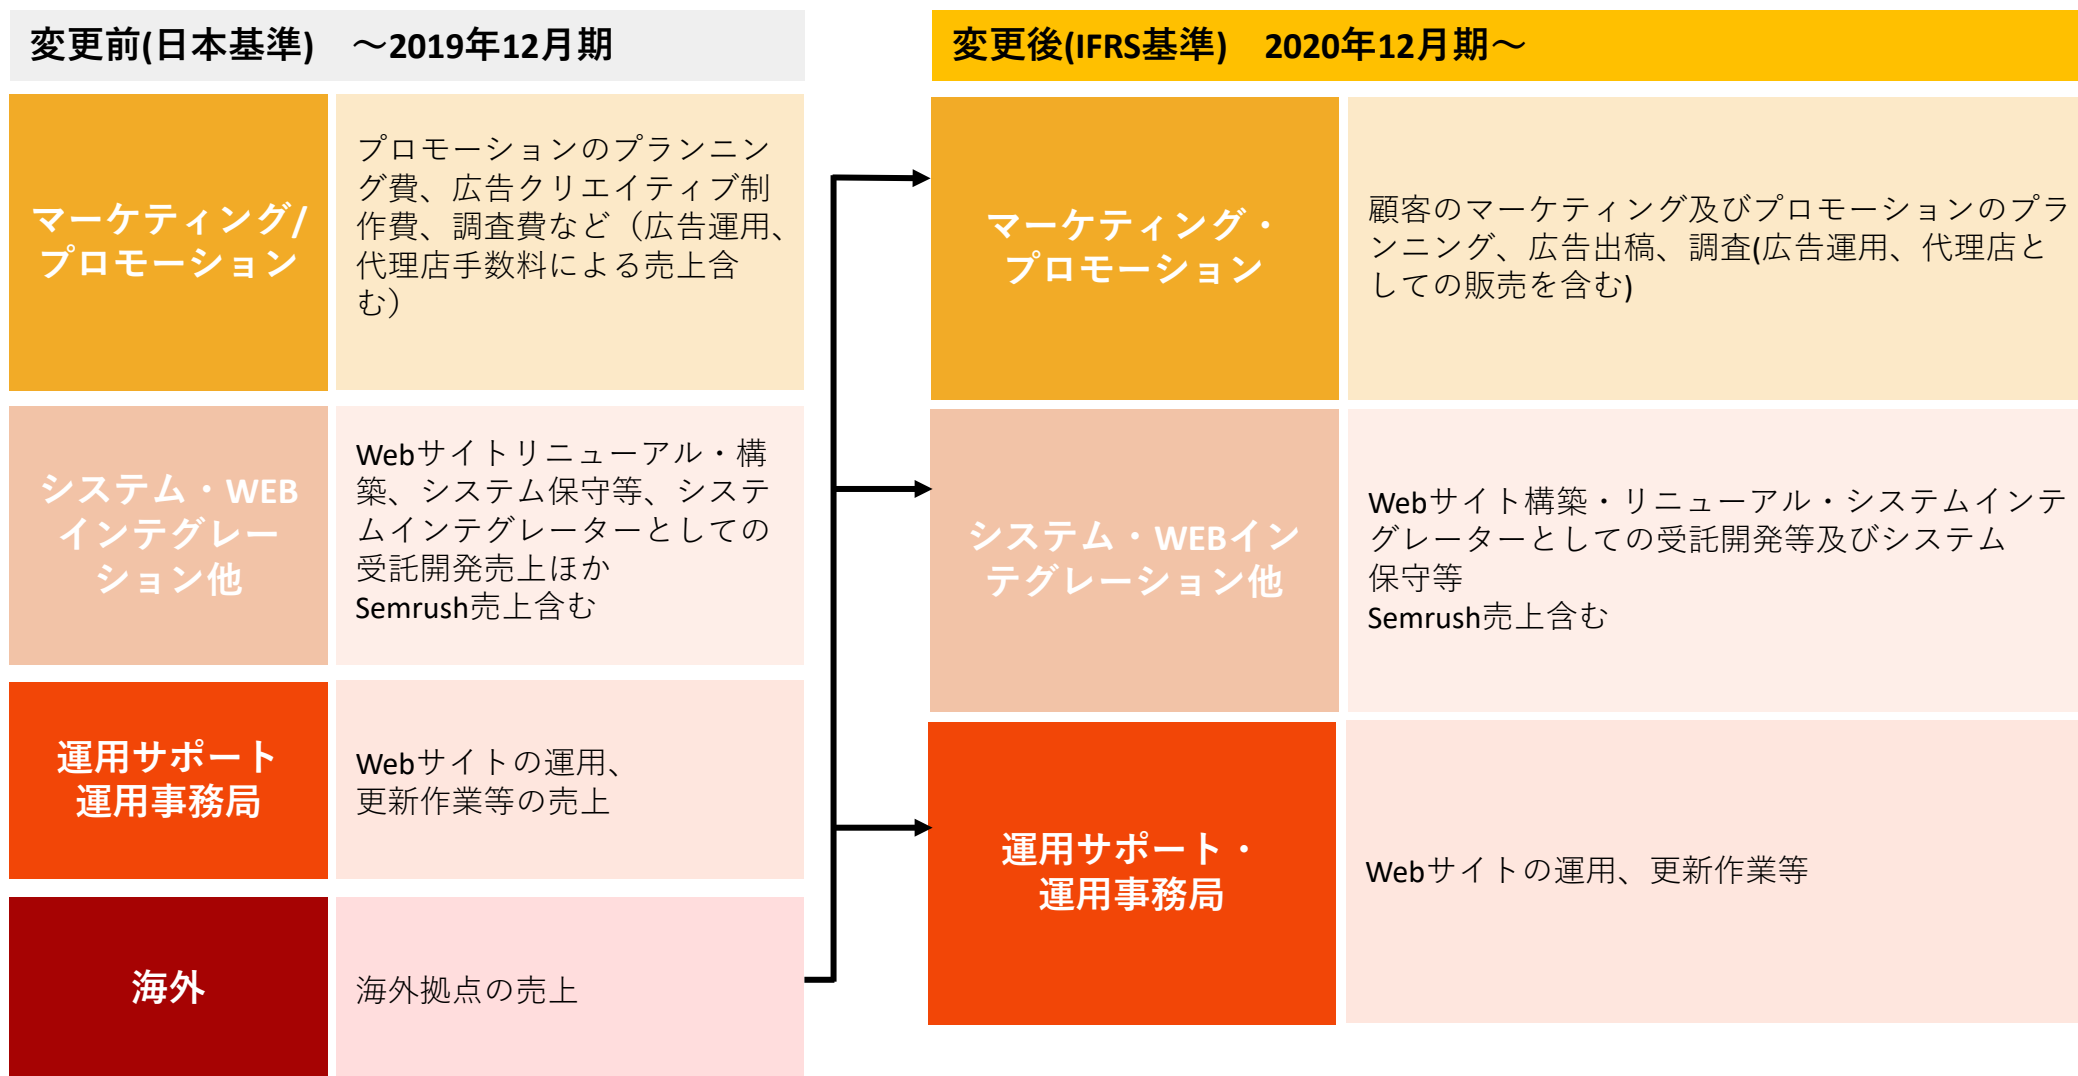 変更前(日本基準)　～2019年12月期
マーケティング/
プロモーション
プロモーションのプランニン
グ費、広告クリエイティブ制
作費、調査費など（広告運用、
代理店手数料による売上含
む）
システム・WEB
インテグレー
ション他
Webサイトリニューアル・構
築、システム保守等、システ
ムインテグレーターとしての
受託開発売上ほか
Semrush売上含む
運用サポート
運用事務局
Webサイトの運用、
更新作業等の売上
海外
海外拠点の売上
変更後(IFRS基準)　2020年12月期～
マーケティング・
プロモーション
顧客のマーケティング及びプロモーションのプラ
ンニング、広告出稿、調査(広告運用、代理店と
しての販売を含む)
システム・WEBイン
テグレーション他
Webサイト構築・リニューアル・システムインテ
グレーターとしての受託開発等及びシステム
保守等
Semrush売上含む
運用サポート・
運用事務局
Webサイトの運用、更新作業等